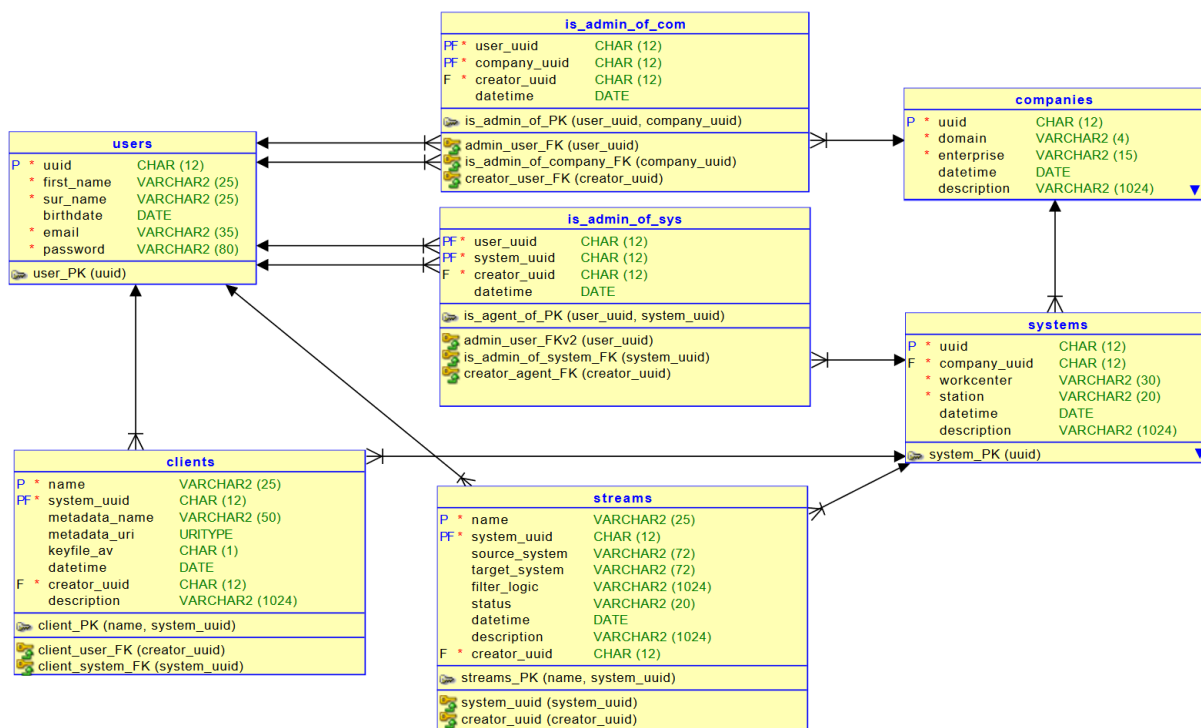 is_admin_of_com
PF * user_uuid CHAR (12)
PF * company_uuid CHAR (12)
F * creator_uuid CHAR (12)
datetime DATE
is_admin_of_PK (user_uuid, company_uuid)
admin_user_FK (user_uuid)
is_admin_of_company_FK (company_uuid)
creator_user_FK (creator_uuid)
companies
P * uuid CHAR (12)
* domain VARCHAR2 (4)
* enterprise VARCHAR2 (15)
datetime DATE
description VARCHAR2 (1024)
users
P * uuid CHAR (12)
* first_name VARCHAR2 (25)
* sur_name VARCHAR2 (25)
birthdate DATE
* email VARCHAR2 (35)
* password VARCHAR2 (80)
user_PK (uuid)
is_admin_of_sys
PF * user_uuid CHAR (12)
PF * system_uuid CHAR (12)
F * creator_uuid CHAR (12)
datetime DATE
is_agent_of_PK (user_uuid, system_uuid)
admin_user_FKv2 (user_uuid)
is_admin_of_system_FK (system_uuid)
creator_agent_FK (creator_uuid)
systems
P * uuid CHAR (12)
F * company_uuid CHAR (12)
* workcenter VARCHAR2 (30)
* station VARCHAR2 (20)
datetime DATE
description VARCHAR2 (1024)
system_PK (uuid)
clients
P * name VARCHAR2 (25)
PF * system_uuid CHAR (12)
metadata_name VARCHAR2 (50)
metadata_uri URITYPE
keyfile_av CHAR (1)
datetime DATE
F * creator_uuid CHAR (12)
description VARCHAR2 (1024)
client_PK (name, system_uuid)
client_user_FK (creator_uuid)
client_system_FK (system_uuid)
streams
P * name VARCHAR2 (25)
PF * system_uuid CHAR (12)
source_system VARCHAR2 (72)
target_system VARCHAR2 (72)
filter_logic VARCHAR2 (1024)
status VARCHAR2 (20)
datetime DATE
description VARCHAR2 (1024)
F * creator_uuid CHAR (12)
streams_PK (name, system_uuid)
system_uuid (system_uuid)
creator_uuid (creator_uuid)